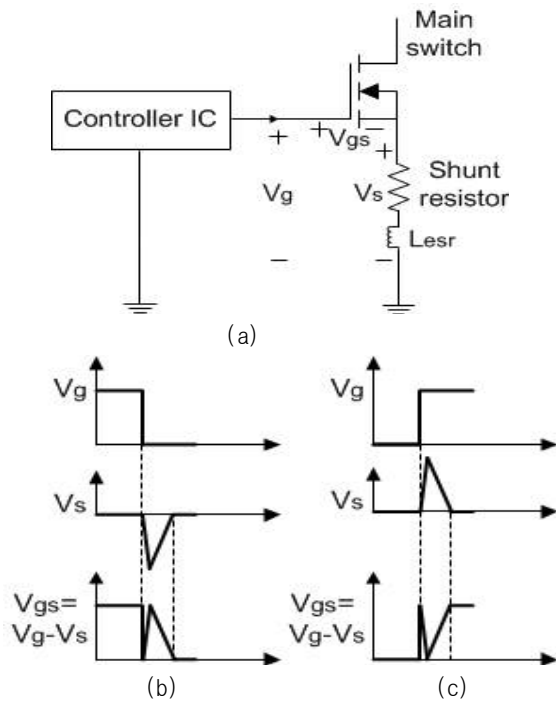 Main
switch
Controller IC
+ + Vgs −
+
Vg
Vs
Shunt
resistor
Lesr
− −
(a)
Vg
Vg
Vs
Vs
Vgs=
Vg-Vs
Vgs=
Vg-Vs
(b)
(c)